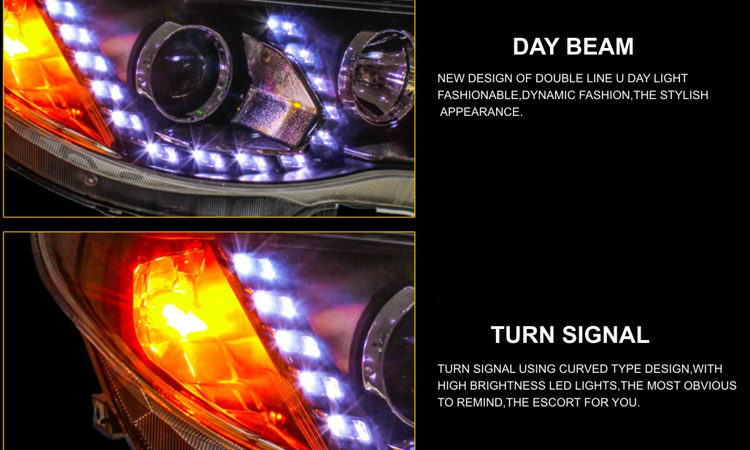 DAY BEAM
NEW DESIGN OF DOUBLE LINE U DAY LIGHT
FASHIONABLE,DYNAMIC FASHION,THE STYLISH
APPEARANCE.
TURN SIGNAL
TURN SIGNAL USING CURVED TYPE DESIGN,WITH
HIGH BRIGHTNESS LED LIGHTS,THE MOST OBVIOUS
TO REMIND,THE ESCORT FOR YOU.